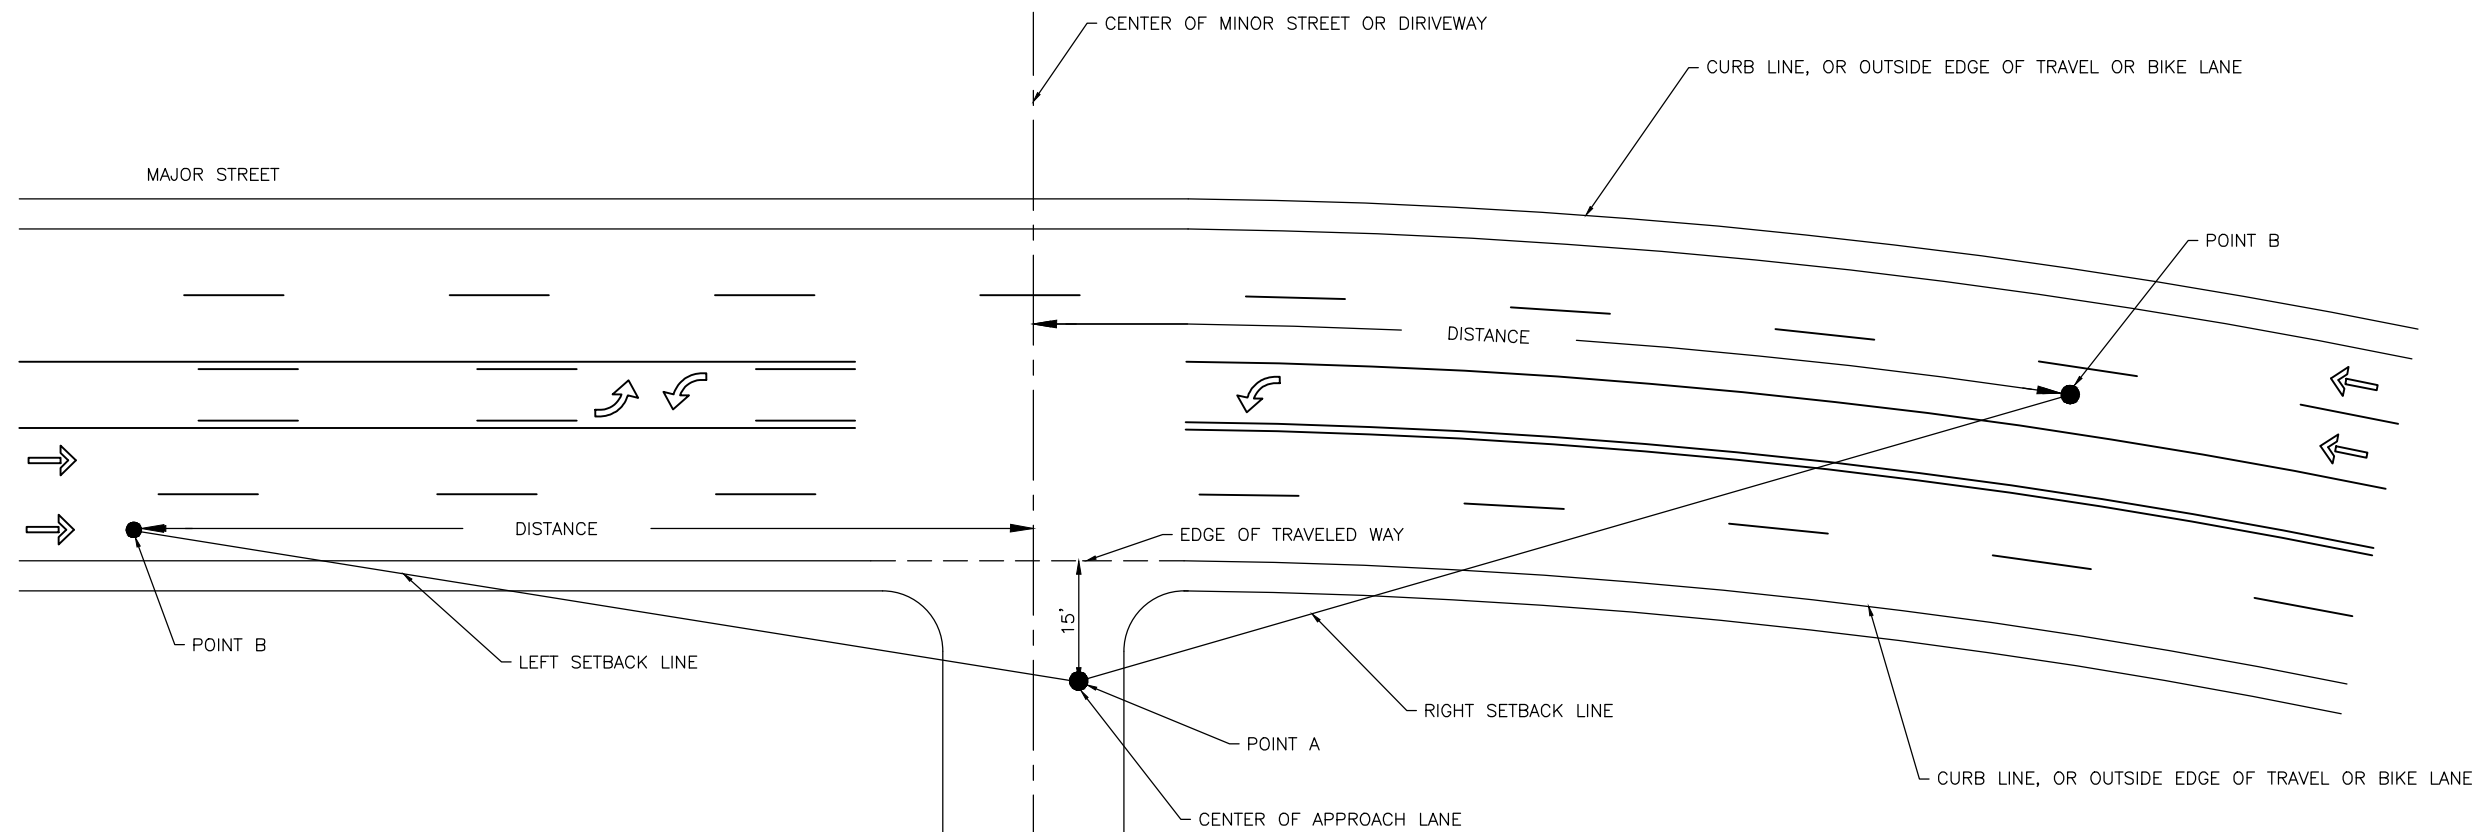 CENTER OF MINOR STREET OR DIRIVEWAY
CURB LINE, OR OUTSIDE EDGE OF TRAVEL OR BIKE LANE
MAJOR STREET
POINT B
DISTANCE
DISTANCE
EDGE OF TRAVELED WAY
15'
POINT B
LEFT SETBACK LINE
RIGHT SETBACK LINE
POINT A
CURB LINE, OR OUTSIDE EDGE OF TRAVEL OR BIKE LANE
CENTER OF APPROACH LANE